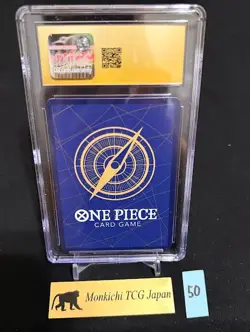 ONE PIECE
CARD GAME
Monkichi TCG Japan
50